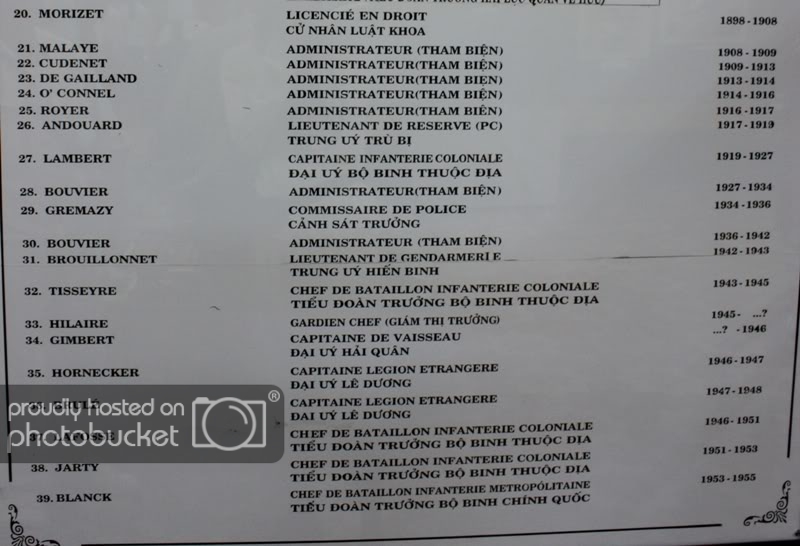 TRƯỞNG HẢI LỰC QUÂN VỀ HƯU)
20. MORIZET LICENCIÉ EN DROIT 1898-1908
CỬ NHÂN LUẬT KHOA
21. MALAYE ADMINISTRATEUR (THAM BIỆN) 1908-1909
22. CUDENET ADMINISTRATEUR(THAM BIỆN) 1909-1913
23. DE GAILLAND ADMINISTRATEUR(THAM BIỆN) 1913-1914
24. O' CONNEL ADMINISTRATEUR(THAM BIỆN) 1914-1916
25. ROYER ADMINISTRATEUR(THAM BIỆN) 1916-1917
26. ANDOUARD LIEUTENANT DE RESERVE (PC) 1917-1919
TRUNG UÝ TRÙ BỊ
27. LAMBERT CAPITAINE INFANTERIE COLONIALE 1919-1927
ĐẠI UÝ BỘ BINH THUỘC ĐỊA
28. BOUVIER ADMINISTRATEUR(THAM BIỆN) 1927-1934
29. GREMAZY COMMISSAIRE DE POLICE 1934-1936
CẢNH SÁT TRƯỞNG
30. BOUVIER ADMINISTRATEUR (THAM BIỆN) 1936-1942
31. BROUILLONNET LIEUTENANT DE GENDARMERI E 1942-1943
TRUNG UÝ HIẾN BINH
32. TISSEYRE CHEF DE BATAILLON INFANTERIE COLONIALE 1943-1945
TIỂU ĐOÀN TRƯỞNG BỘ BINH THUỘC ĐỊA
33. HILAIRE GARDIEN CHEF (GIÁM THỊ TRƯỞNG) 1945- ...?
34. GIMBERT CAPITAINE DE VAISSEAU ...? -1946
ĐẠI UÝ HẢI QUÂN
35. HORNECKER CAPITAINE LEGION ETRANGERE 1946-1947
ĐẠI UÝ LÊ DƯƠNG
CAPITAINE LEGION ETRANGERE 1947-1948
ĐẠI UÝ LÊ DƯƠNG
37. LAFOSSE CHEF DE BATAILLON INFANTERIE COLONIALE 1946-1951
TIỂU ĐOÀN TRƯỞNG BỘ BINH THUỘC ĐỊA
38. JARTY CHEF DE BATAILLON INFANTERIE COLONIALE 1951-1953
TIỂU ĐOÀN TRƯỞNG BỘ BINH THUỘC ĐỊA
39. BLANCK CHEF DE BATAILLON INFANTERIE METROPÓLITAINE 1953-1955
TIỂU ĐOÀN TRƯỞNG BỘ BINH CHÍNH QUỐC
proudly hosted on
photobucket®